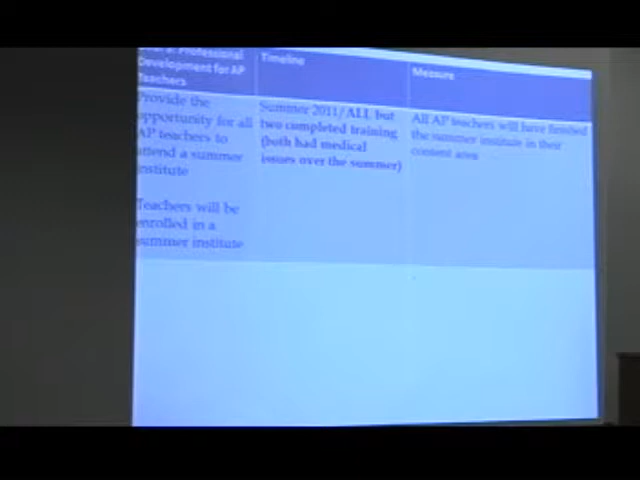 Professional
Development for AP
Teachers
Timeline
Measure
Provide the
opportunity for all
AP teachers to
attend a summer
institute
Teachers will be
enrolled in a
summer institute
Summer 2011/ALL but
two completed training
(both had medical
issues over the summer)
All AP teachers will have finished
the summer institute in their
content area